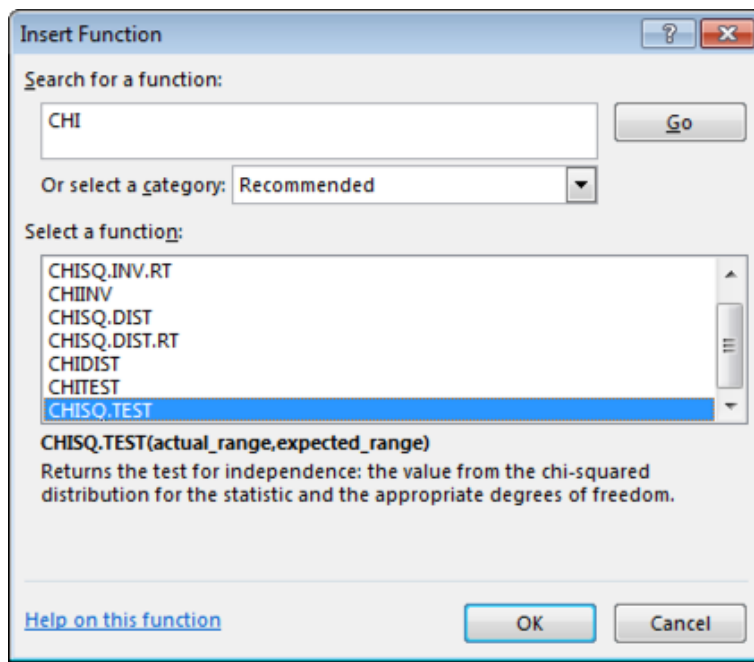 Insert Function
Search for a function:
CHI
Go
Or select a category: Recommended
Select a function:
CHISQ.INV.RT
CHIINV
CHISQ.DIST
CHISQ.DIST.RT
CHIDIST
CHITEST
CHISQ.TEST
CHISQ.TEST(actual_range,expected_range)
Returns the test for independence: the value from the chi-squared
distribution for the statistic and the appropriate degrees of freedom.
Help on this function
OK
Cancel